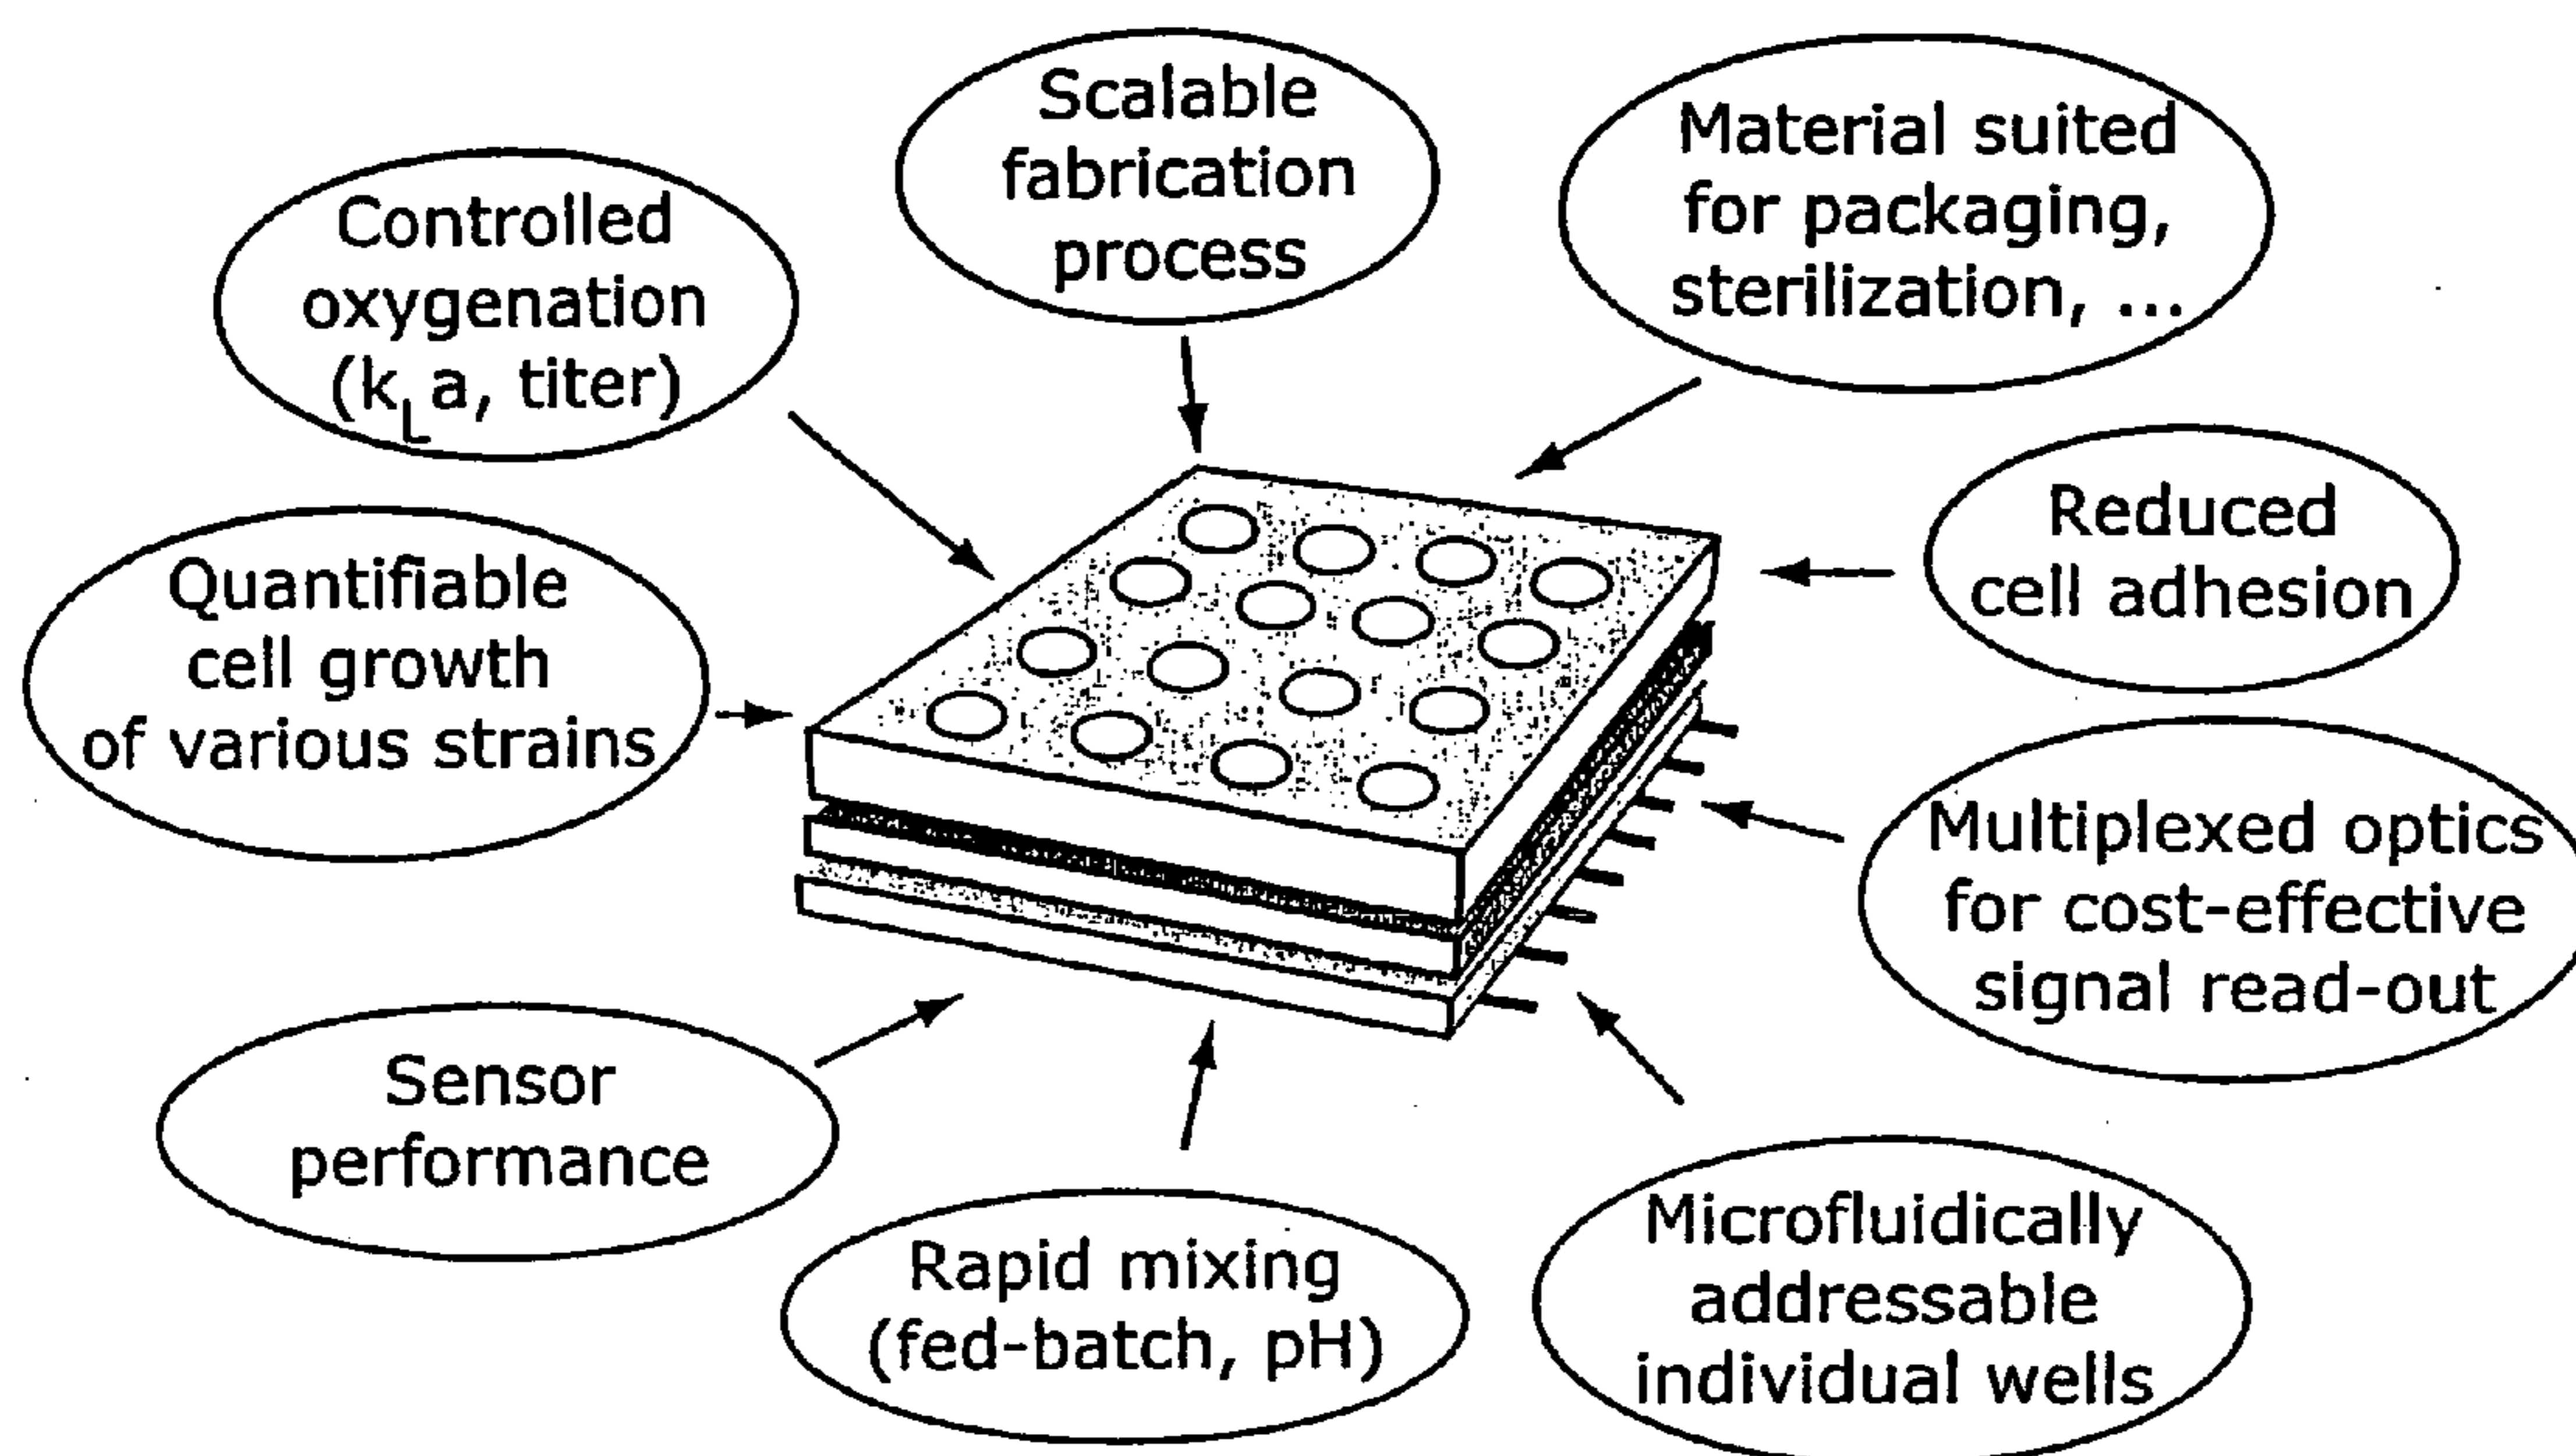 Scalable
fabrication
process
Material suited
for packaging,
sterilization, ...
Controlled
oxygenation
(kLa, titer)
Reduced
cell adhesion
Quantifiable
cell growth
of various strains
Multiplexed optics
for cost-effective
signal read-out
Sensor
performance
Rapid mixing
(fed-batch, pH)
Microfluidically
addressable
individual wells